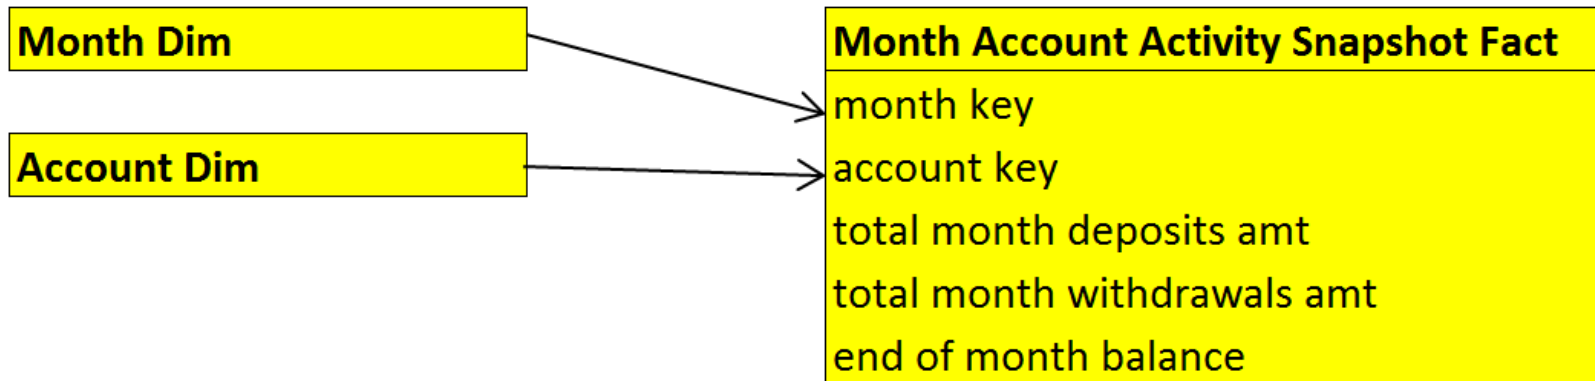 Month Dim
Account Dim
Month Account Activity Snapshot Fact
month key
account key
total month deposits amt
total month withdrawals amt
end of month balance